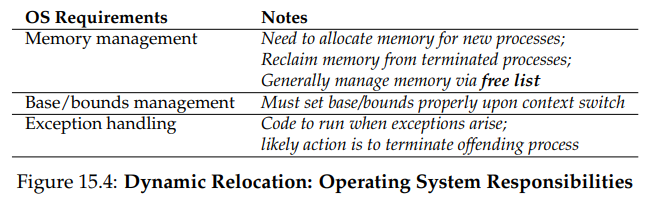 OS Requirements Notes
Memory management Need to allocate memory for new processes;
Reclaim memory from terminated processes;
Generally manage memory via free list
Base/bounds management Must set base/bounds properly upon context switch
Exception handling Code to run when exceptions arise;
likely action is to terminate offending process
Figure 15.4: Dynamic Relocation: Operating System Responsibilities